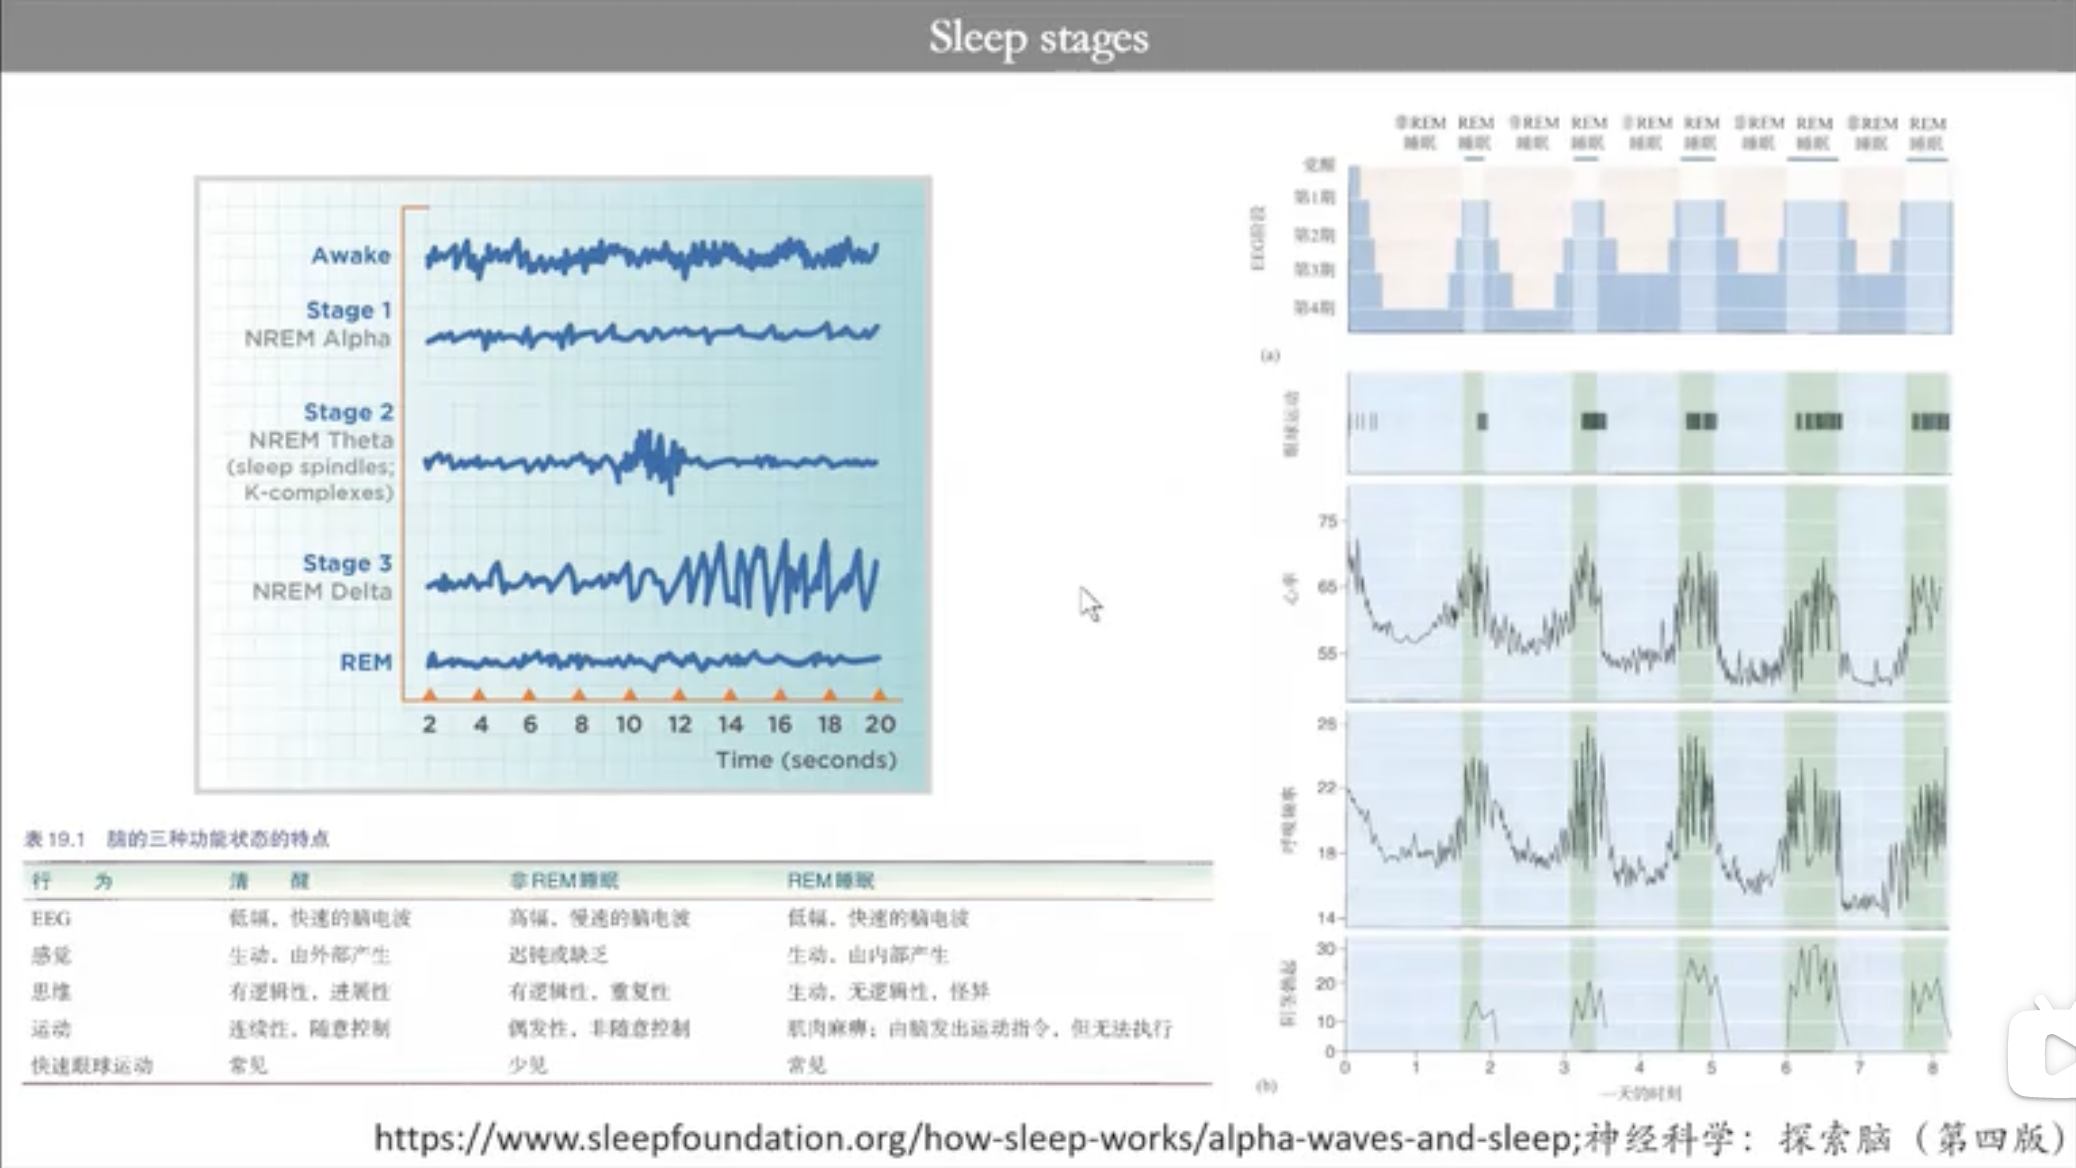 Sleep stages
Awake
Stage 1
NREM Alpha
Stage 2
NREM Theta
(sleep spindles;
K-complexes)
Stage 3
NREM Delta
REM
2 4 6 8 10 12 14 16 18 20
Time (seconds)
表 19.1 脑的三种功能状态的特点
行 为 清 醒 非REM睡眠 REM睡眠
EEG 低幅、快速的脑电波 高幅、慢速的脑电波 低幅、快速的脑电波
感觉 生动、由外部产生 迟钝或缺乏 生动、由内部产生
思维 有逻辑性、进展性 有逻辑性、重复性 生动、无逻辑性、怪异
运动 连续性、随意控制 偶发性、非随意控制 肌肉麻痹；由脑发出运动指令，但无法执行
快速眼球运动 常见 少见 常见
非REM REM 非REM REM 非REM REM 非REM REM 非REM REM
睡眠 睡眠 睡眠 睡眠 睡眠 睡眠 睡眠 睡眠 睡眠 睡眠
觉醒
第1期
第2期
第3期
第4期
EEG阶段
(a)
眼球运动
75
65
55
心率
26
22
18
14
呼吸频率
30
20
10
0
阴茎勃起
0 1 2 3 4 5 6 7 8
一天的时刻
(b)
https://www.sleepfoundation.org/how-sleep-works/alpha-waves-and-sleep;神经科学：探索脑（第四版）